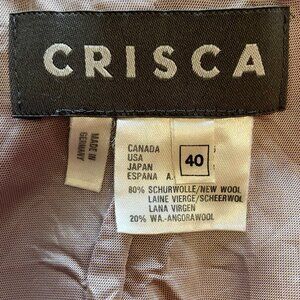 CRISCA
MADE IN
GERMANY
CANADA
USA
JAPAN
ESPANA A.
40
80% SCHURWOLLE/NEW WOOL
LAINE VIERGE/SCHEERWOL
LANA VIRGEN
20% WA.-ANGORAWOOL